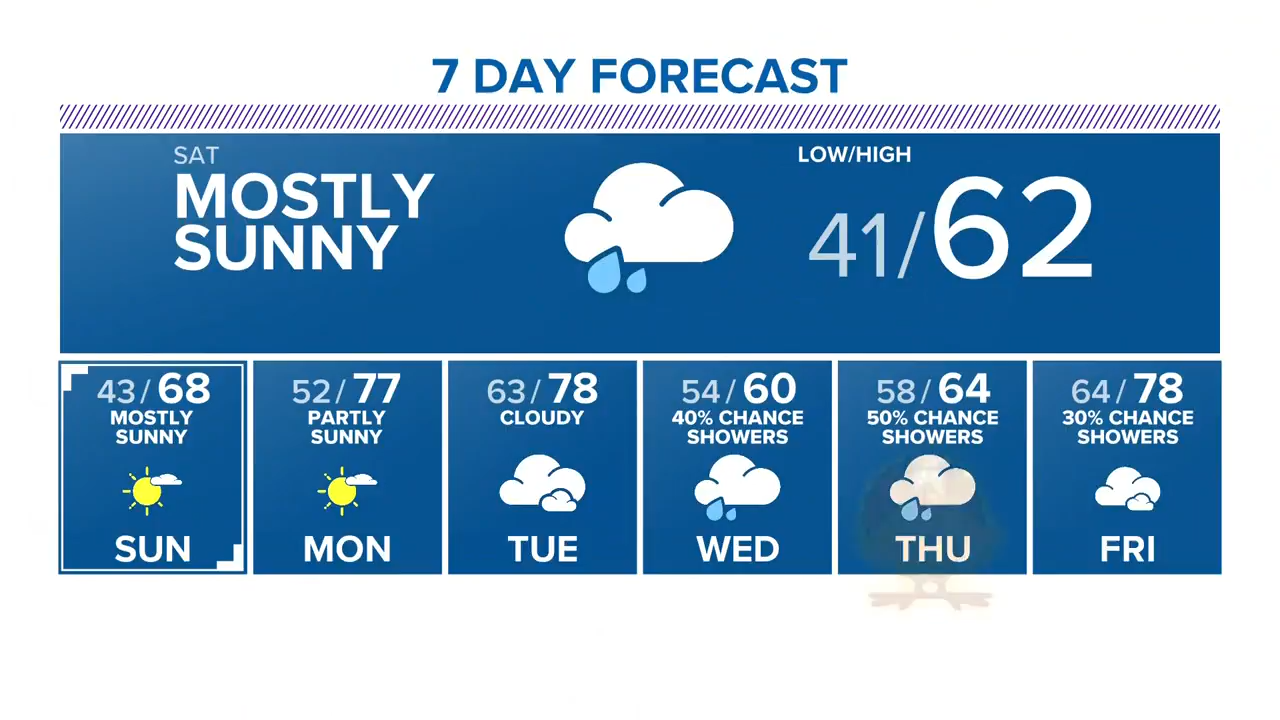 7 DAY FORECAST
SAT
MOSTLY
SUNNY
LOW/HIGH
41/62
43/68
MOSTLY
SUNNY
SUN
52/77
PARTLY
SUNNY
MON
63/78
CLOUDY
TUE
54/60
40% CHANCE
SHOWERS
WED
58/64
50% CHANCE
SHOWERS
THU
64/78
30% CHANCE
SHOWERS
FRI